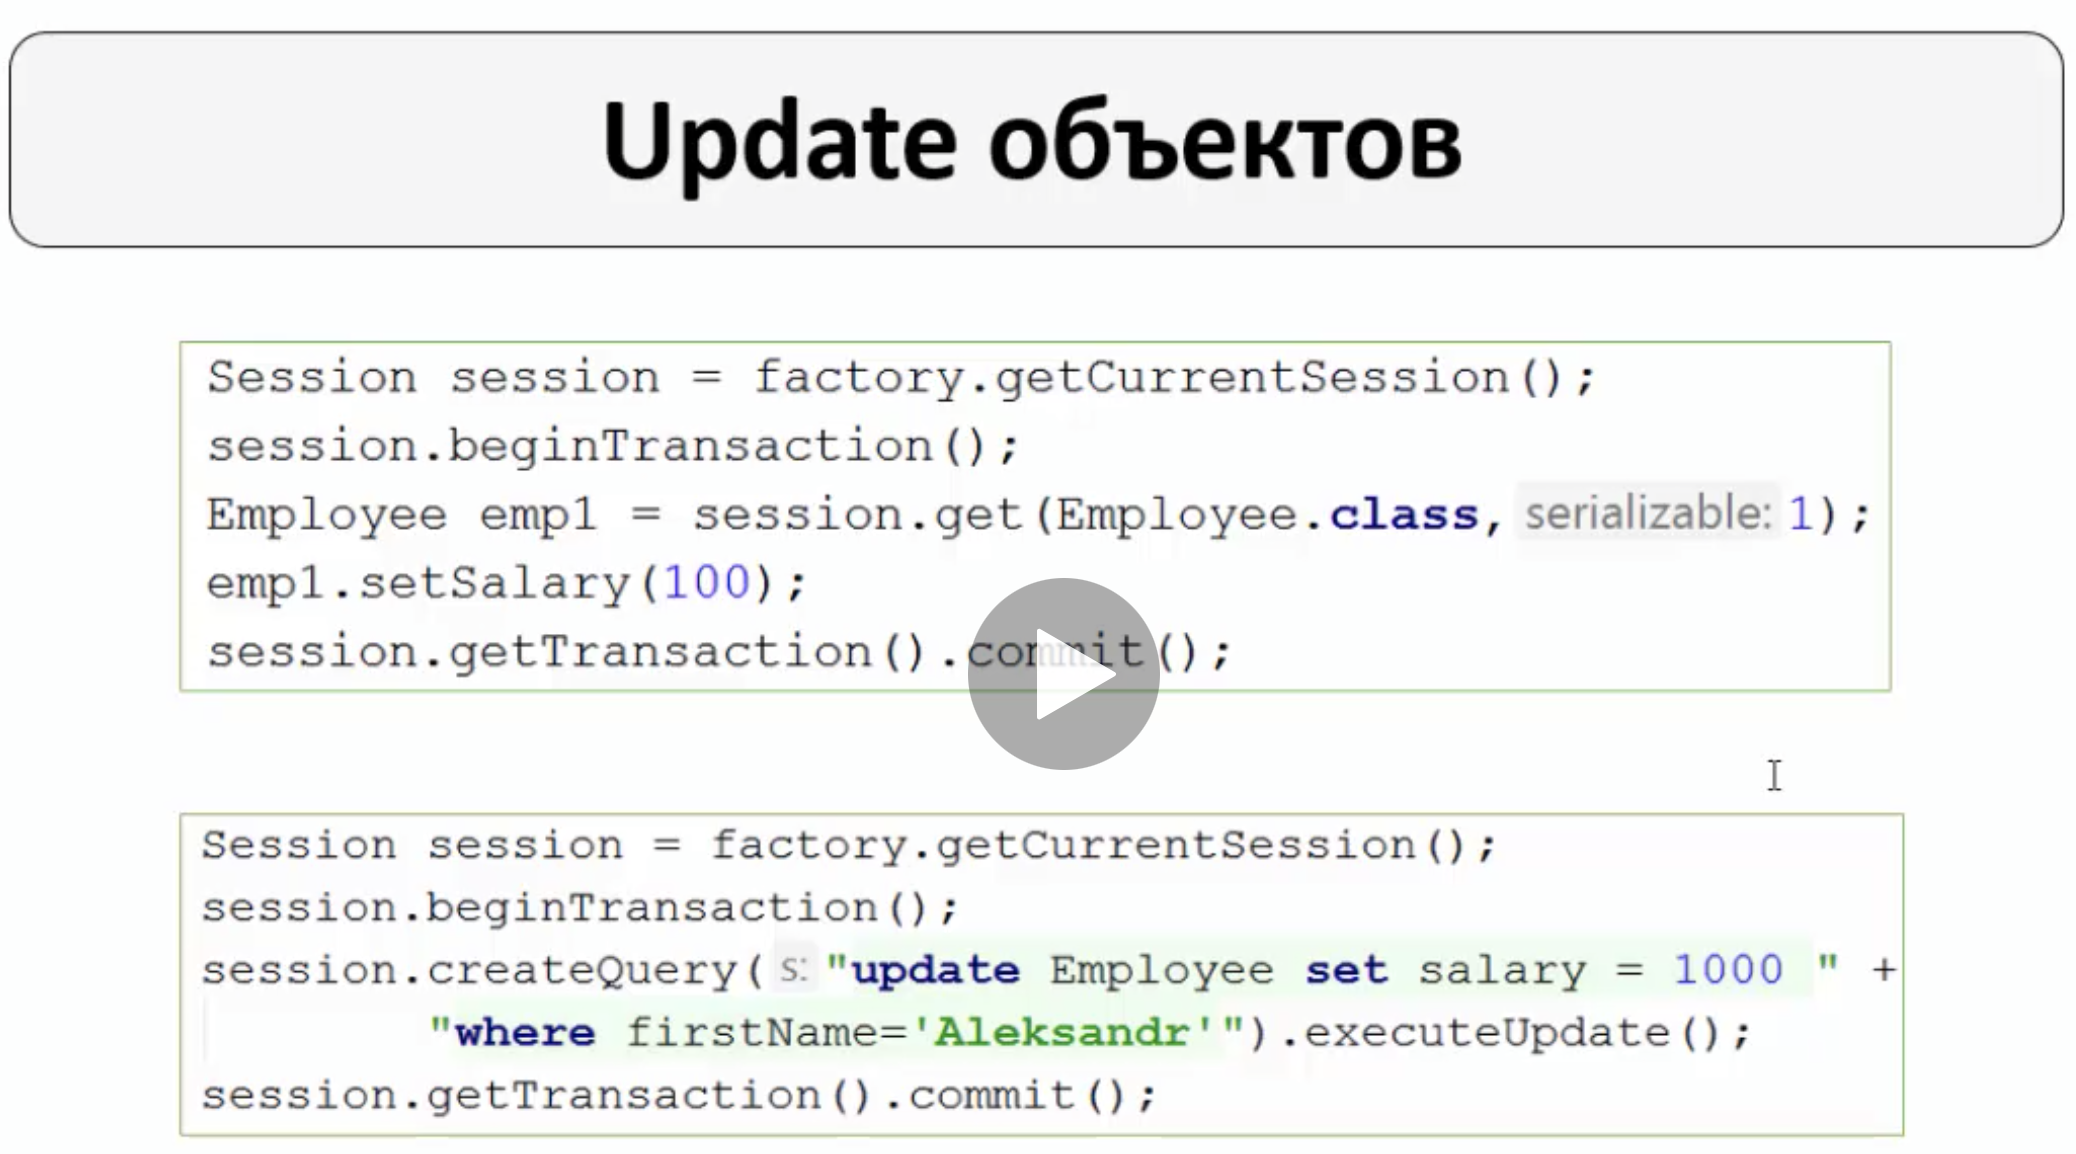 Update объектов
Session session = factory.getCurrentSession();
session.beginTransaction();
Employee emp1 = session.get(Employee.class, serializable: 1);
emp1.setSalary(100);
session.getTransaction().commit();
Session session = factory.getCurrentSession();
session.beginTransaction();
session.createQuery( s: "update Employee set salary = 1000 " +
"where firstName='Aleksandr'").executeUpdate();
session.getTransaction().commit();